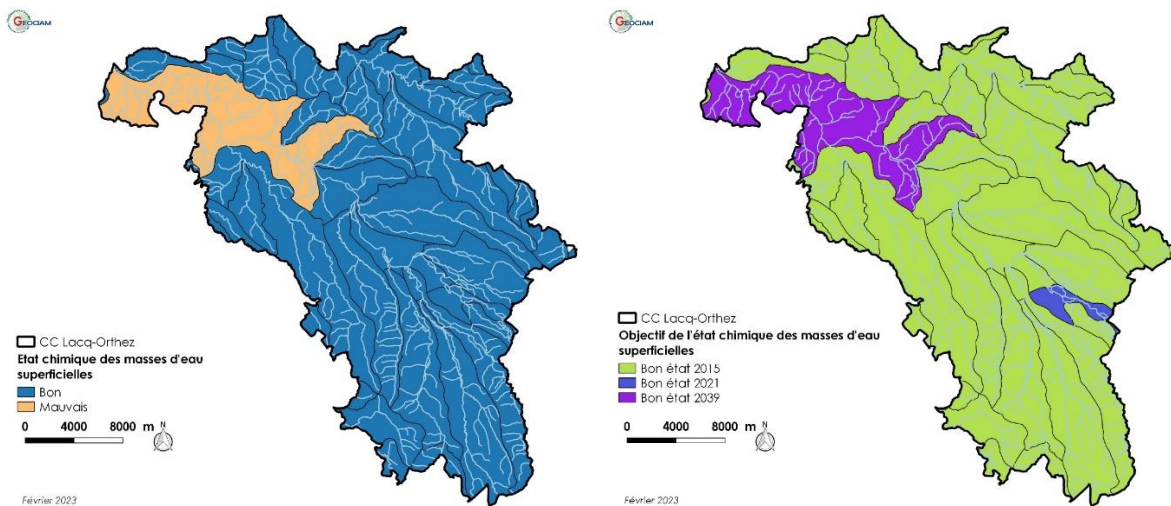 GEOCIAM
CC Lacq-Orthez
Etat chimique des masses d'eau
superficielles
Bon
Mauvais
0 4000 8000 m
N
Février 2023
GEOCIAM
CC Lacq-Orthez
Objectif de l'état chimique des masses d'eau
superficielles
Bon état 2015
Bon état 2021
Bon état 2039
0 4000 8000 m
N
Février 2023